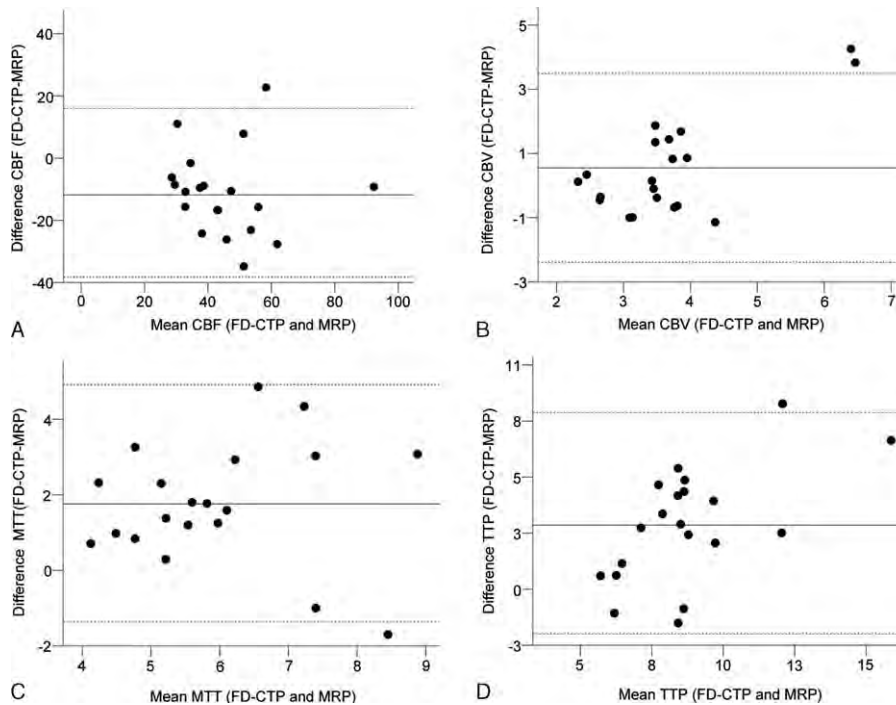 Difference CBF (FD-CTP-MRP)
40
20
0
-20
-40
0 20 40 60 80 100
A Mean CBF (FD-CTP and MRP)
Difference CBV (FD-CTP-MRP)
5
3
1
-1
-3
2 3 4 5 6 7
B Mean CBV (FD-CTP and MRP)
Difference MTT(FD-CTP-MRP)
4
2
0
-2
4 5 6 7 8 9
C Mean MTT (FD-CTP and MRP)
Difference TTP (FD-CTP-MRP)
11
8
5
3
0
-3
5 8 10 13 15
D Mean TTP (FD-CTP and MRP)